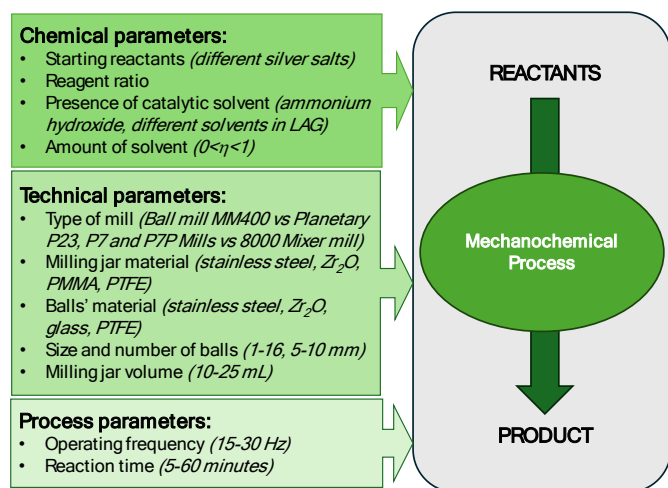 Chemical parameters:
• Starting reactants (different silver salts)
• Reagent ratio
• Presence of catalytic solvent (ammonium
hydroxide, different solvents in LAG)
• Amount of solvent (0<η<1)
Technical parameters:
• Type of mill (Ball mill MM400 vs Planetary
P23, P7 and P7P Mills vs 8000 Mixer mill)
• Milling jar material (stainless steel, Zr₂O,
PMMA, PTFE)
• Balls' material (stainless steel, Zr₂O,
glass, PTFE)
• Size and number of balls (1-16, 5-10 mm)
• Milling jar volume (10-25 mL)
Process parameters:
• Operating frequency (15-30 Hz)
• Reaction time (5-60 minutes)
REACTANTS
Mechanochemical
Process
PRODUCT